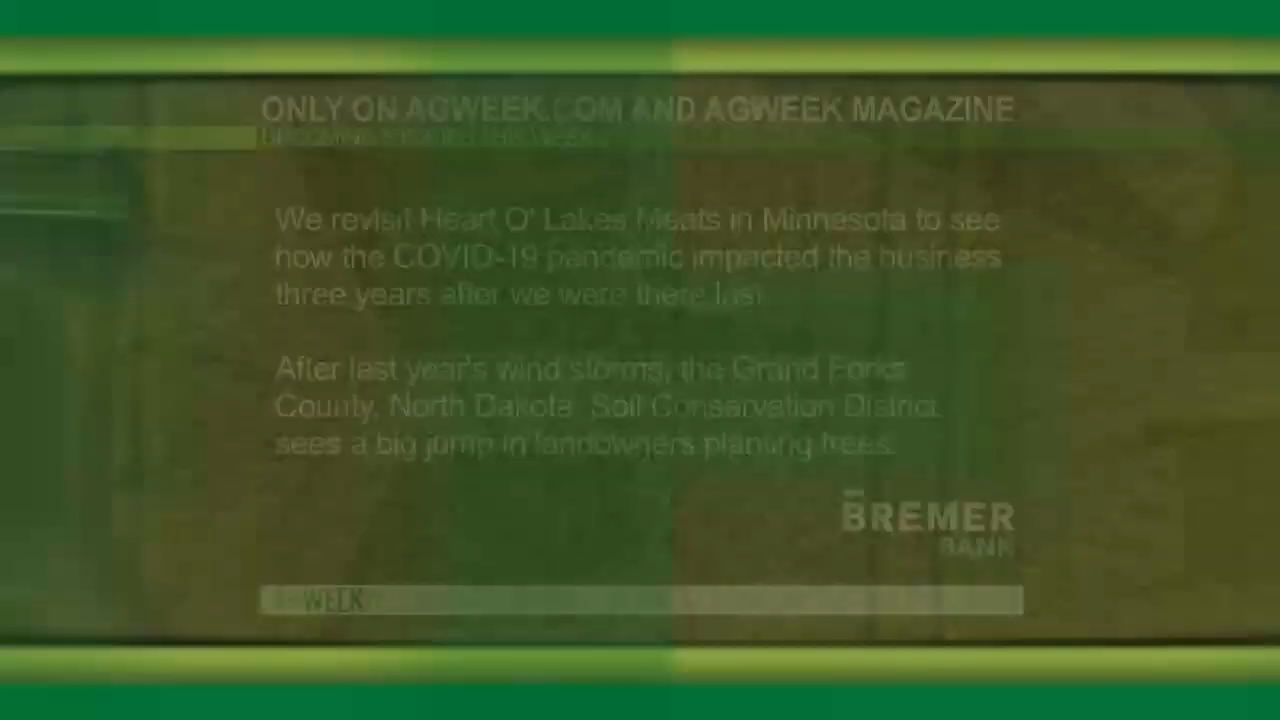 ONLY ON AGWEEK.COM AND AGWEEK MAGAZINE
We revisit Heart O' Lakes Meats in Minnesota to see
how the COVID-19 pandemic impacted the business
three years after we were there last.
After last year's wind storms, the Grand Forks
County, North Dakota, Soil Conservation District
sees a big jump in landowners planting trees.
BREMER
BANK
WEEK